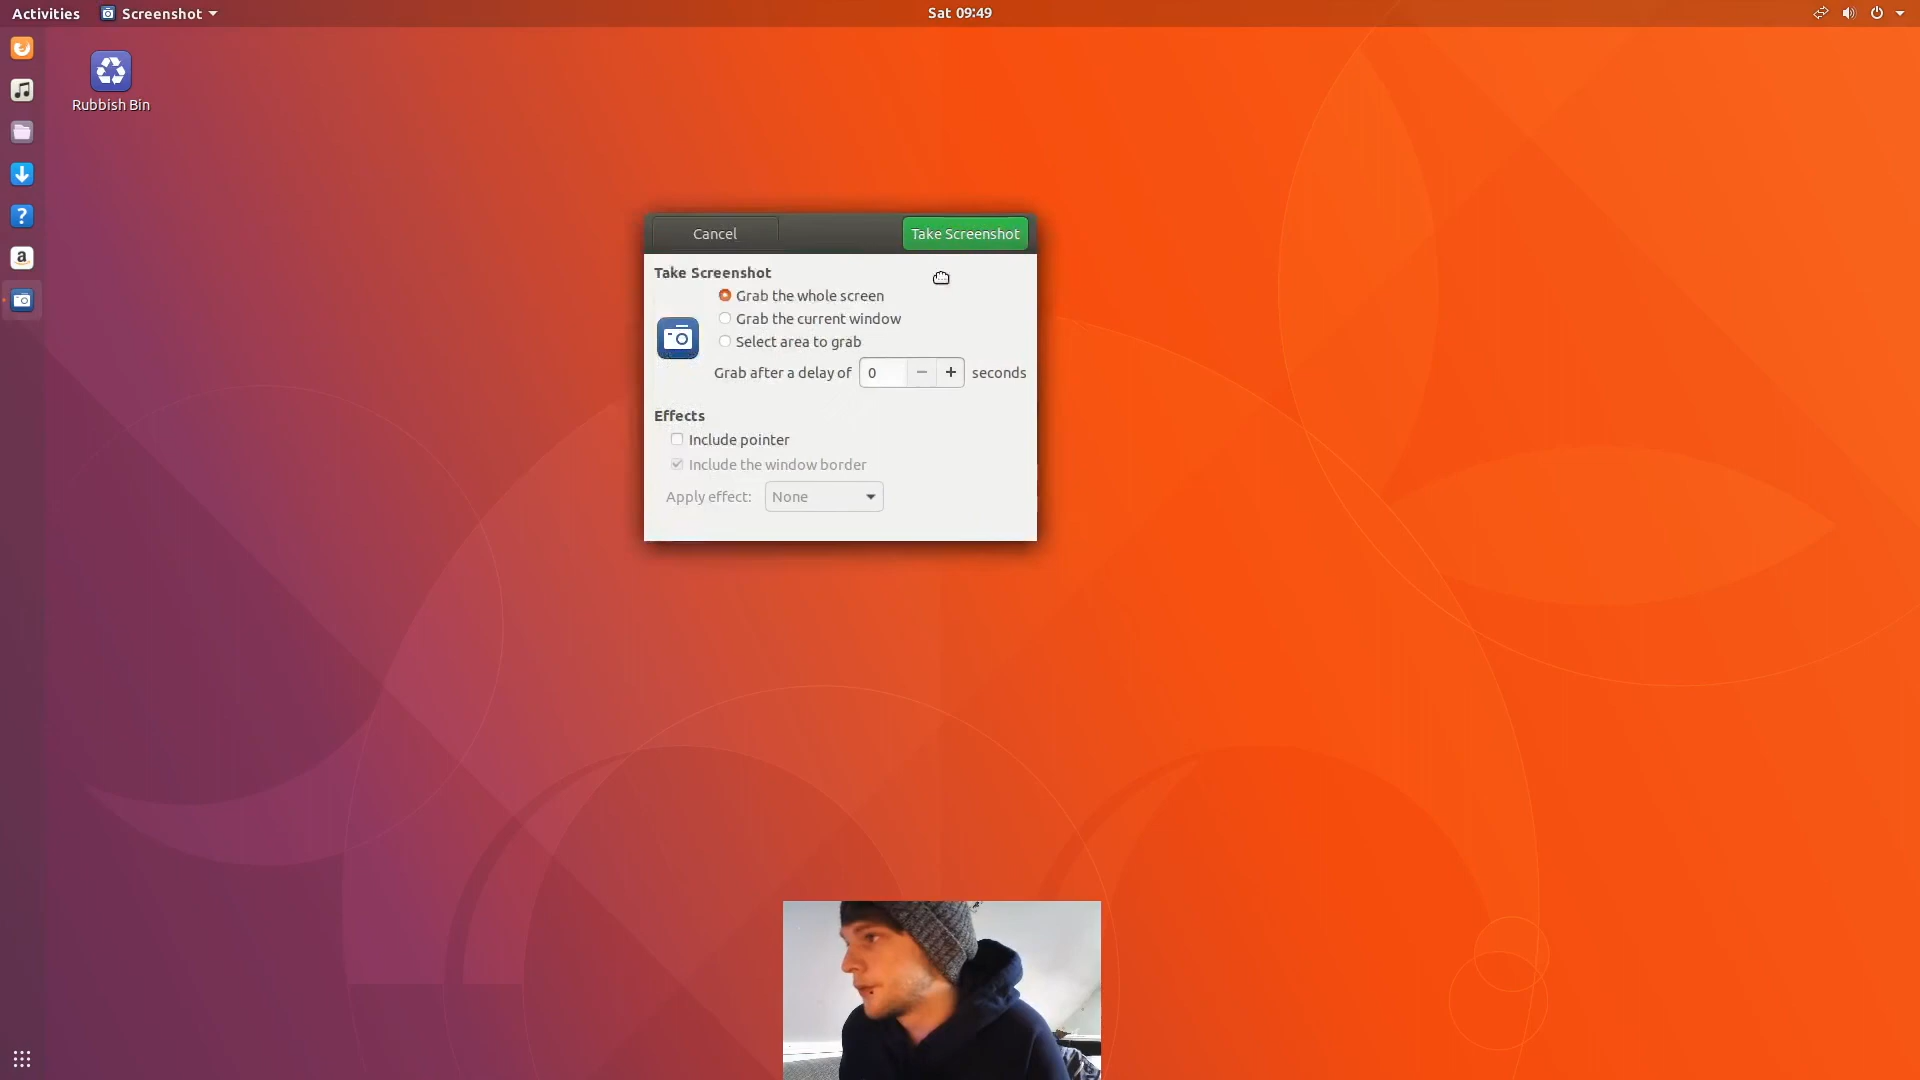 Activities Screenshot Sat 09:49
Rubbish Bin
Cancel Take Screenshot
Take Screenshot
Grab the whole screen
Grab the current window
Select area to grab
Grab after a delay of 0 − + seconds
Effects
Include pointer
Include the window border
Apply effect: None